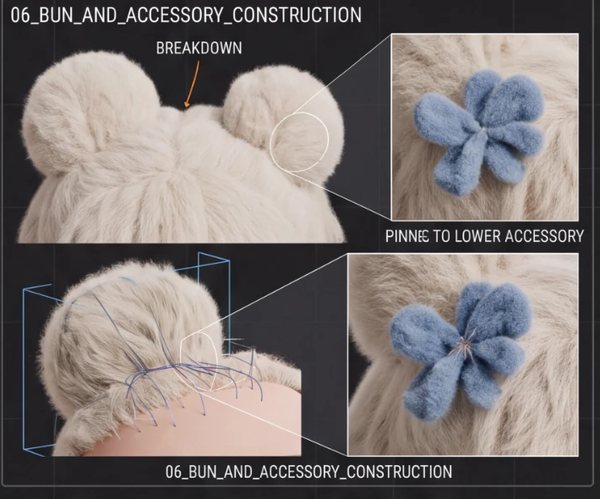 06_BUN_AND_ACCESSORY_CONSTRUCTION
BREAKDOWN
PINNE TO LOWER ACCESSORY
06_BUN_AND_ACCESSORY_CONSTRUCTION